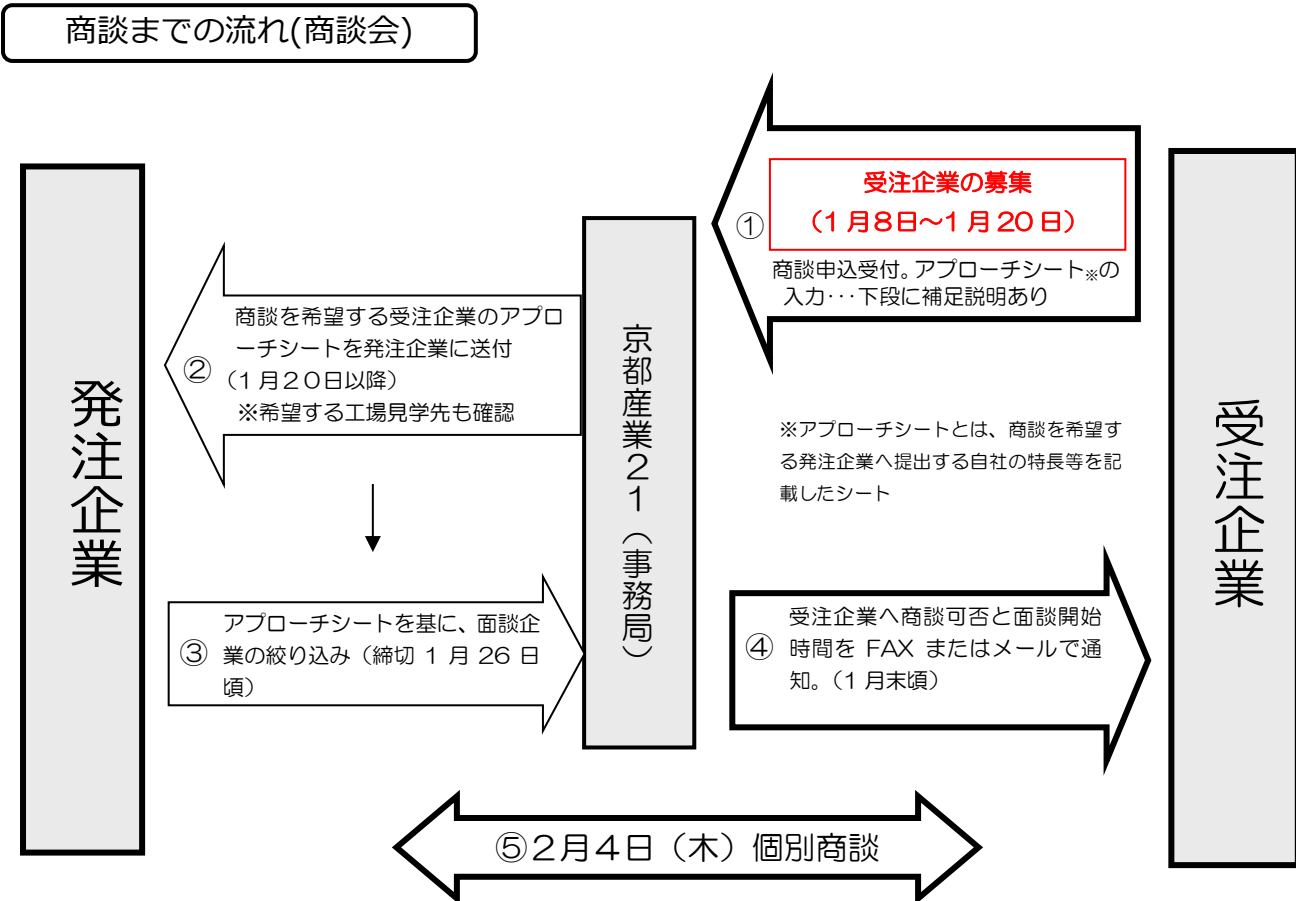 商談までの流れ(商談会)
受注企業の募集
（１月８日～１月２０日）
①
商談申込受付。アプローチシート※の
入力･･･下段に補足説明あり
商談を希望する受注企業のアプロ
ーチシートを発注企業に送付
②
（１月２０日以降）
※希望する工場見学先も確認
発注企業
京都産業２１（事務局）
受注企業
※アプローチシートとは、商談を希望す
る発注企業へ提出する自社の特長等を記
載したシート
アプローチシートを基に、面談企
③ 業の絞り込み（締切 1 月 26 日
頃）
受注企業へ商談可否と面談開始
④ 時間を FAX またはメールで通
知。（1 月末頃）
⑤２月４日（木）個別商談